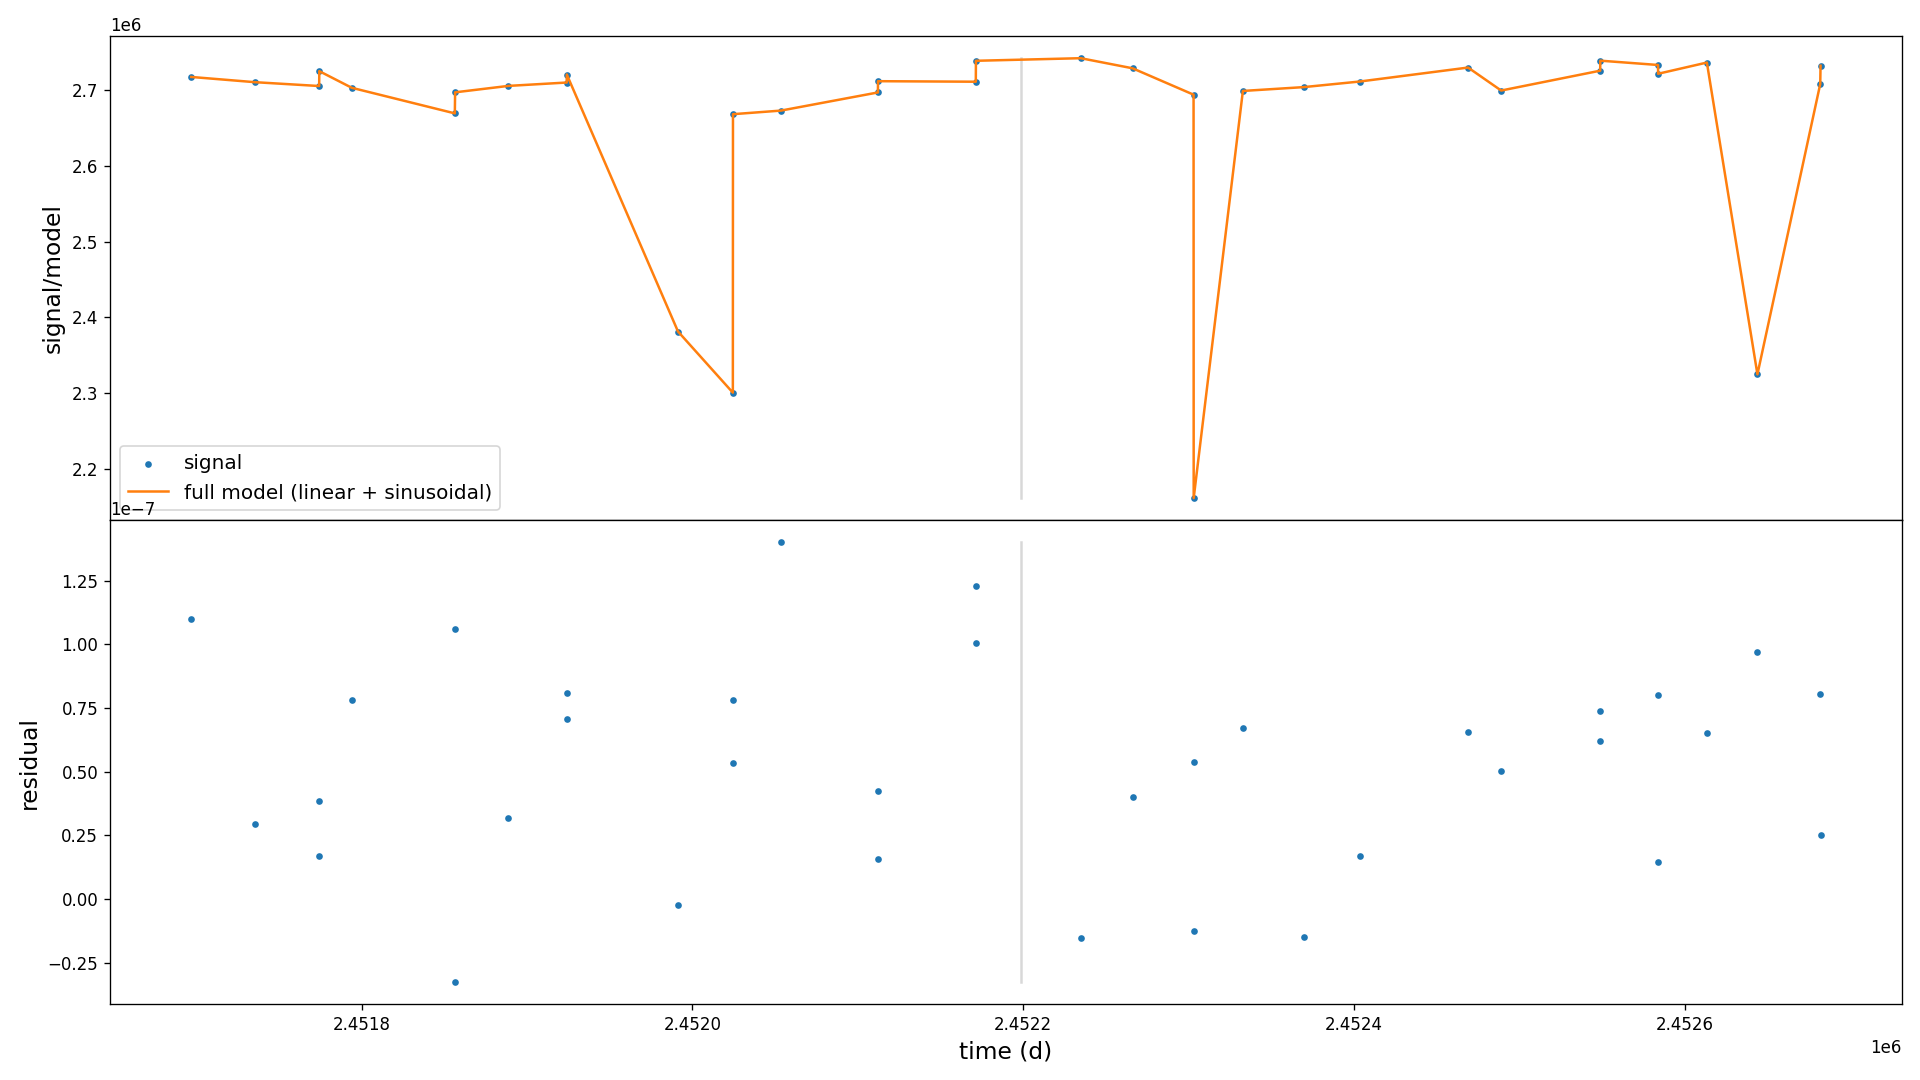 1e6
2.7
2.6
2.5
2.4
2.3
2.2
signal/model
signal
full model (linear + sinusoidal)
1e−7
1.25
1.00
0.75
0.50
0.25
0.00
−0.25
residual
2.4518
2.4520
2.4522
2.4524
2.4526
1e6
time (d)